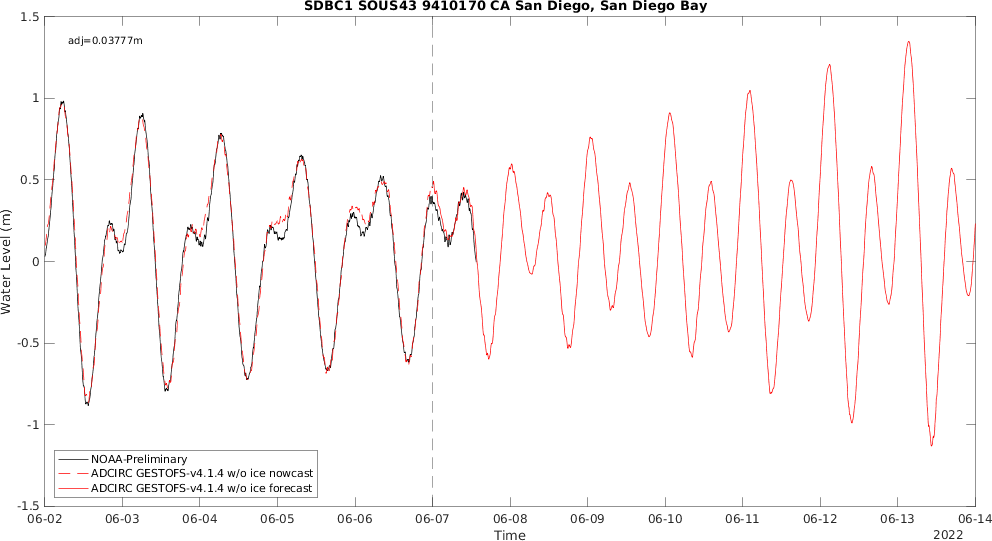 SDBC1 SOUS43 9410170 CA San Diego, San Diego Bay
adj=0.03777m
1.5
1
0.5
0
-0.5
-1
-1.5
Water Level (m)
NOAA-Preliminary
ADCIRC GESTOFS-v4.1.4 w/o ice nowcast
ADCIRC GESTOFS-v4.1.4 w/o ice forecast
06-02 06-03 06-04 06-05 06-06 06-07 06-08 06-09 06-10 06-11 06-12 06-13 06-14
Time
2022